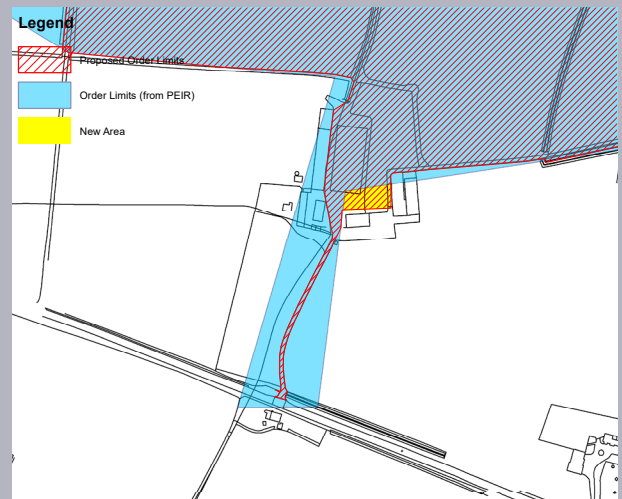 Legend
Proposed Order Limits
Order Limits (from PEIR)
New Area